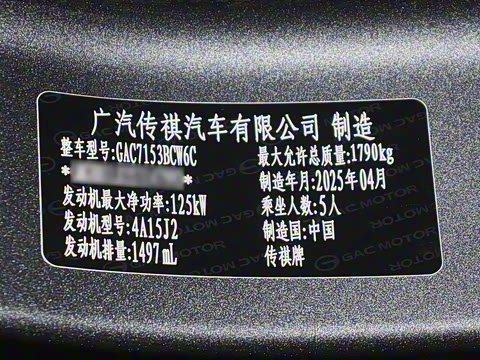 广汽传祺汽车有限公司 制造
整车型号:GAC7153BCW6C
最大允许总质量:1790kg
* *
制造年月:2025年04月
发动机最大净功率:125kW
乘坐人数:5人
发动机型号:4A15J2
制造国:中国
发动机排量:1497mL
传祺牌
GAC MOTOR